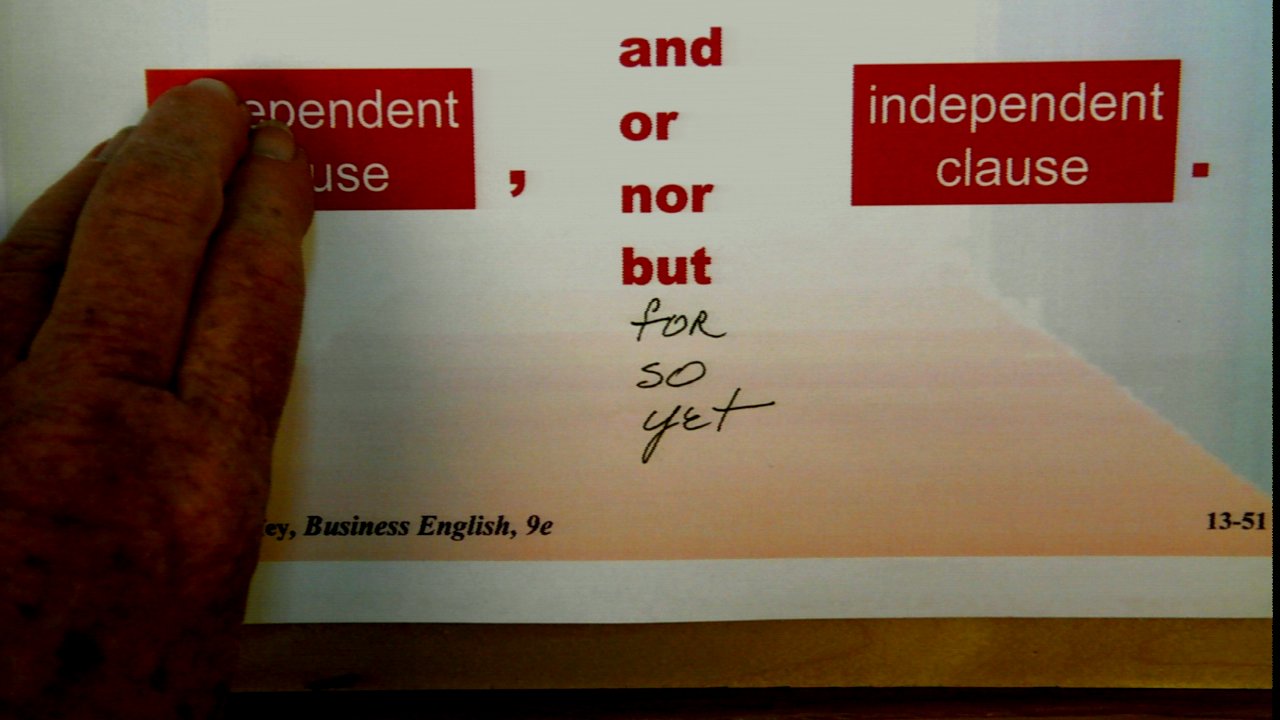 ependent
use
,
and
or
nor
but
for
so
yet
independent
clause
.
ey, Business English, 9e
13-51